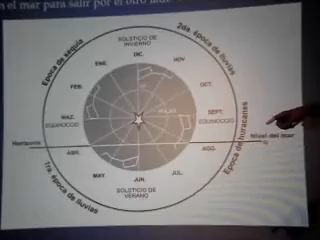 el mar para salir por el otro lado
2da. época de lluvias
SOLSTICIO DE
INVIERNO
DIC.
Época de sequía
ENE.
NOV
FEB.
OCT.
MAR.
EQUINOCCIO
SEPT.
EQUINOCCIO
Época de huracanes
Nivel del mar
Horizonte
ABR.
AGO.
MAY.
JUL.
JUN.
SOLSTICIO DE
VERANO
1ra. época de lluvias